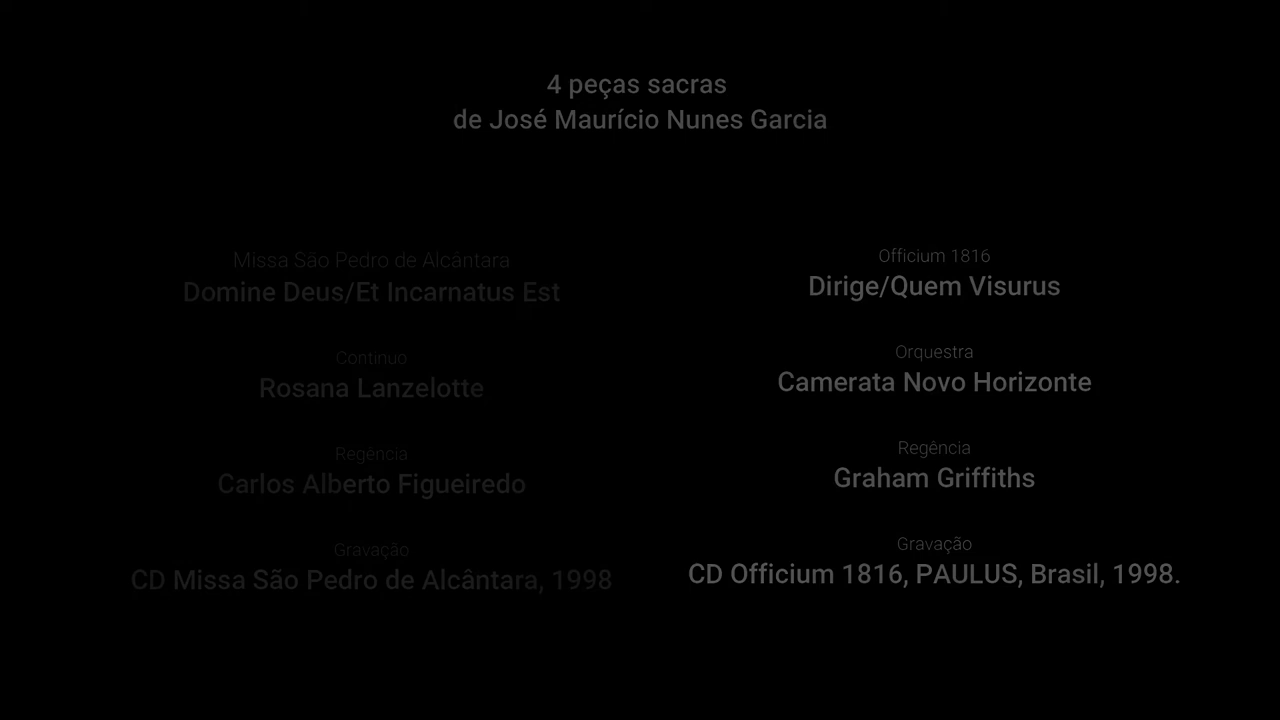 4 peças sacras
de José Maurício Nunes Garcia
Missa São Pedro de Alcântara
Domine Deus/Et Incarnatus Est
Continuo
Rosana Lanzelotte
Regência
Carlos Alberto Figueiredo
Gravação
CD Missa São Pedro de Alcântara, 1998
Officium 1816
Dirige/Quem Visurus
Orquestra
Camerata Novo Horizonte
Regência
Graham Griffiths
Gravação
CD Officium 1816, PAULUS, Brasil, 1998.